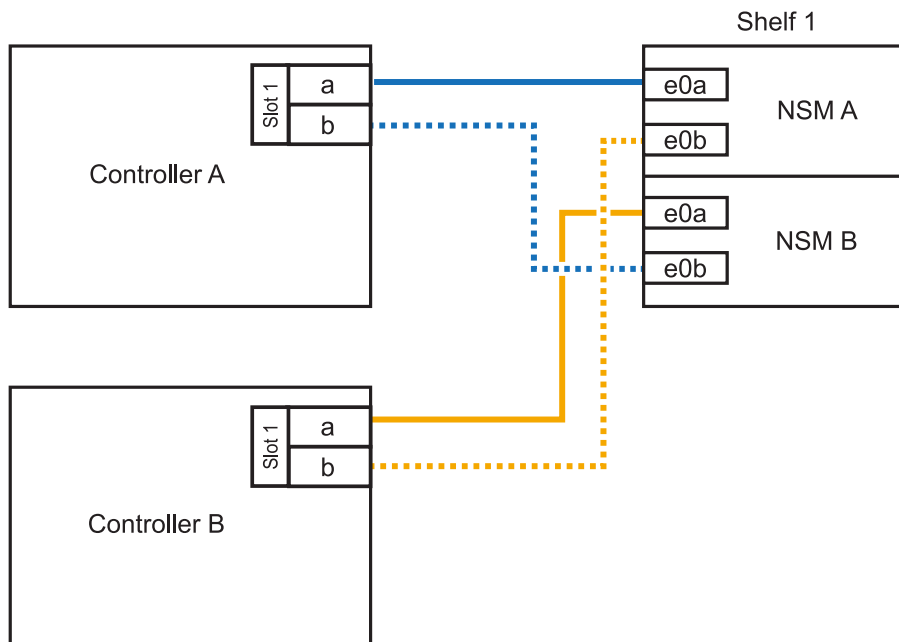 Shelf 1
Slot 1
a
b
Controller A
e0a
e0b
NSM A
e0a
e0b
NSM B
Slot 1
a
b
Controller B